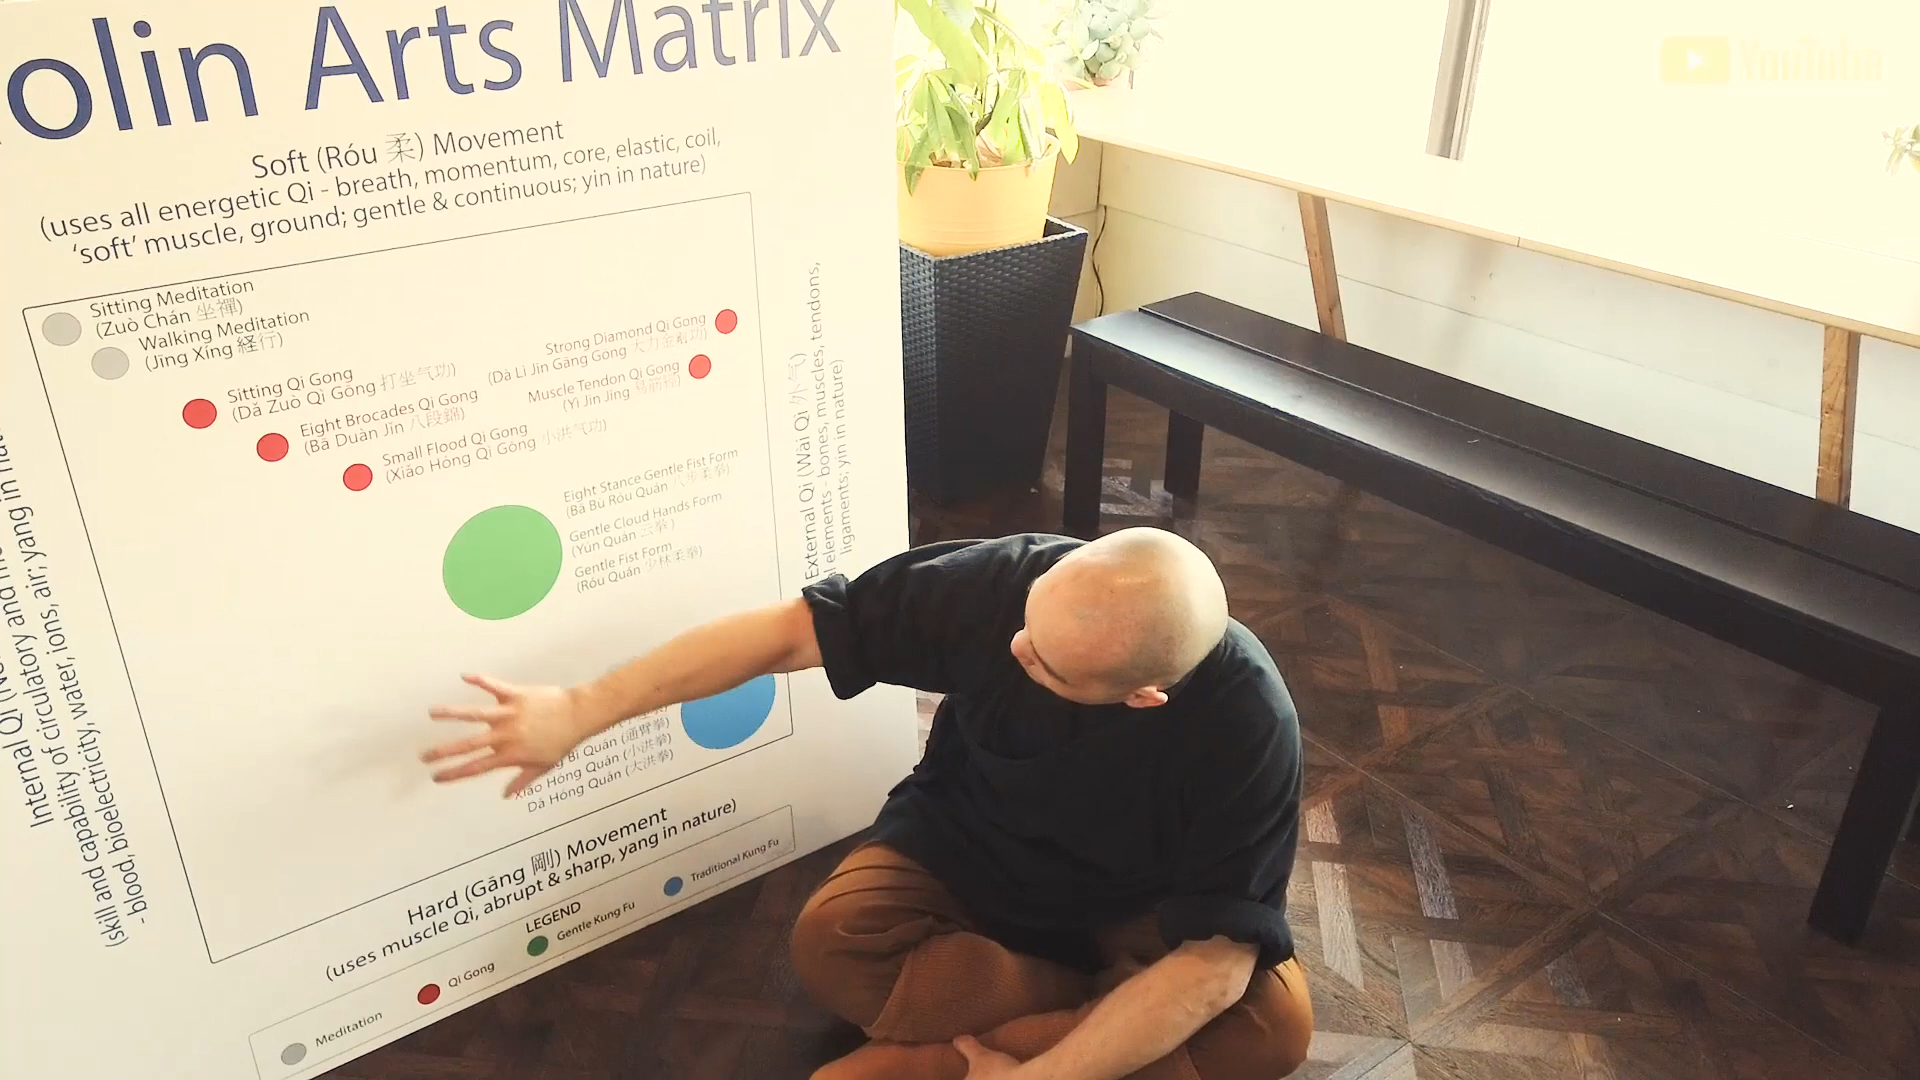 olin Arts Matrix
Soft (Róu 柔) Movement
(uses all energetic Qi - breath, momentum, core, elastic, coil,
'soft' muscle, ground; gentle & continuous; yin in nature)
Sitting Meditation
(Zuò Chán 坐禪)
Walking Meditation
(Jīng Xíng 経行)
Sitting Qi Gong
(Dǎ Zuò Qì Gōng 打坐气功)
Eight Brocades Qi Gong
(Bā Duàn Jǐn 八段錦)
Small Flood Qi Gong
(Xiǎo Hóng Qì Gōng 小洪气功)
Strong Diamond Qi Gong
(Dà Lì Jīn Gāng Gōng 大力金剛功)
Muscle Tendon Qi Gong
(Yì Jīn Jīng 易筋經)
Eight Stance Gentle Fist Form
(Bā Bù Róu Quán 八步柔拳)
Gentle Cloud Hands Form
(Yún Quán 云拳)
Gentle Fist Form
(Róu Quán 少林柔拳)
Bì Quán (通臂拳)
Xiǎo Hóng Quán (小洪拳)
Dà Hóng Quán (大洪拳)
Internal Qi
(skill and capability of circulatory and
- blood, bioelectricity, water, ions, air; yang in
External Qi (Wài Qì 外气)
elements - bones, muscles, tendons,
ligaments; yin in nature)
Hard (Gāng 剛) Movement
(uses muscle Qi, abrupt & sharp, yang in nature)
LEGEND
Meditation
Qi Gong
Gentle Kung Fu
Traditional Kung Fu
YouTube